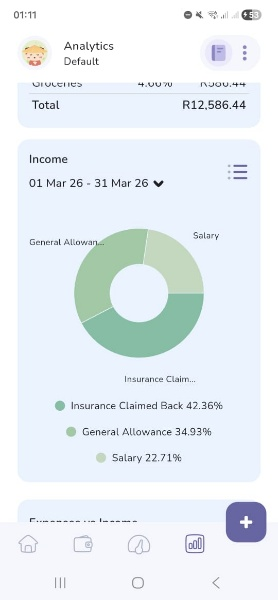 01:11
53
Analytics
Default
Groceries 4.66% R586.44
Total R12,586.44
Income
01 Mar 26 - 31 Mar 26
General Allowan...
Salary
Insurance Claim...
Insurance Claimed Back 42.36%
General Allowance 34.93%
Salary 22.71%
Expenses vs Income